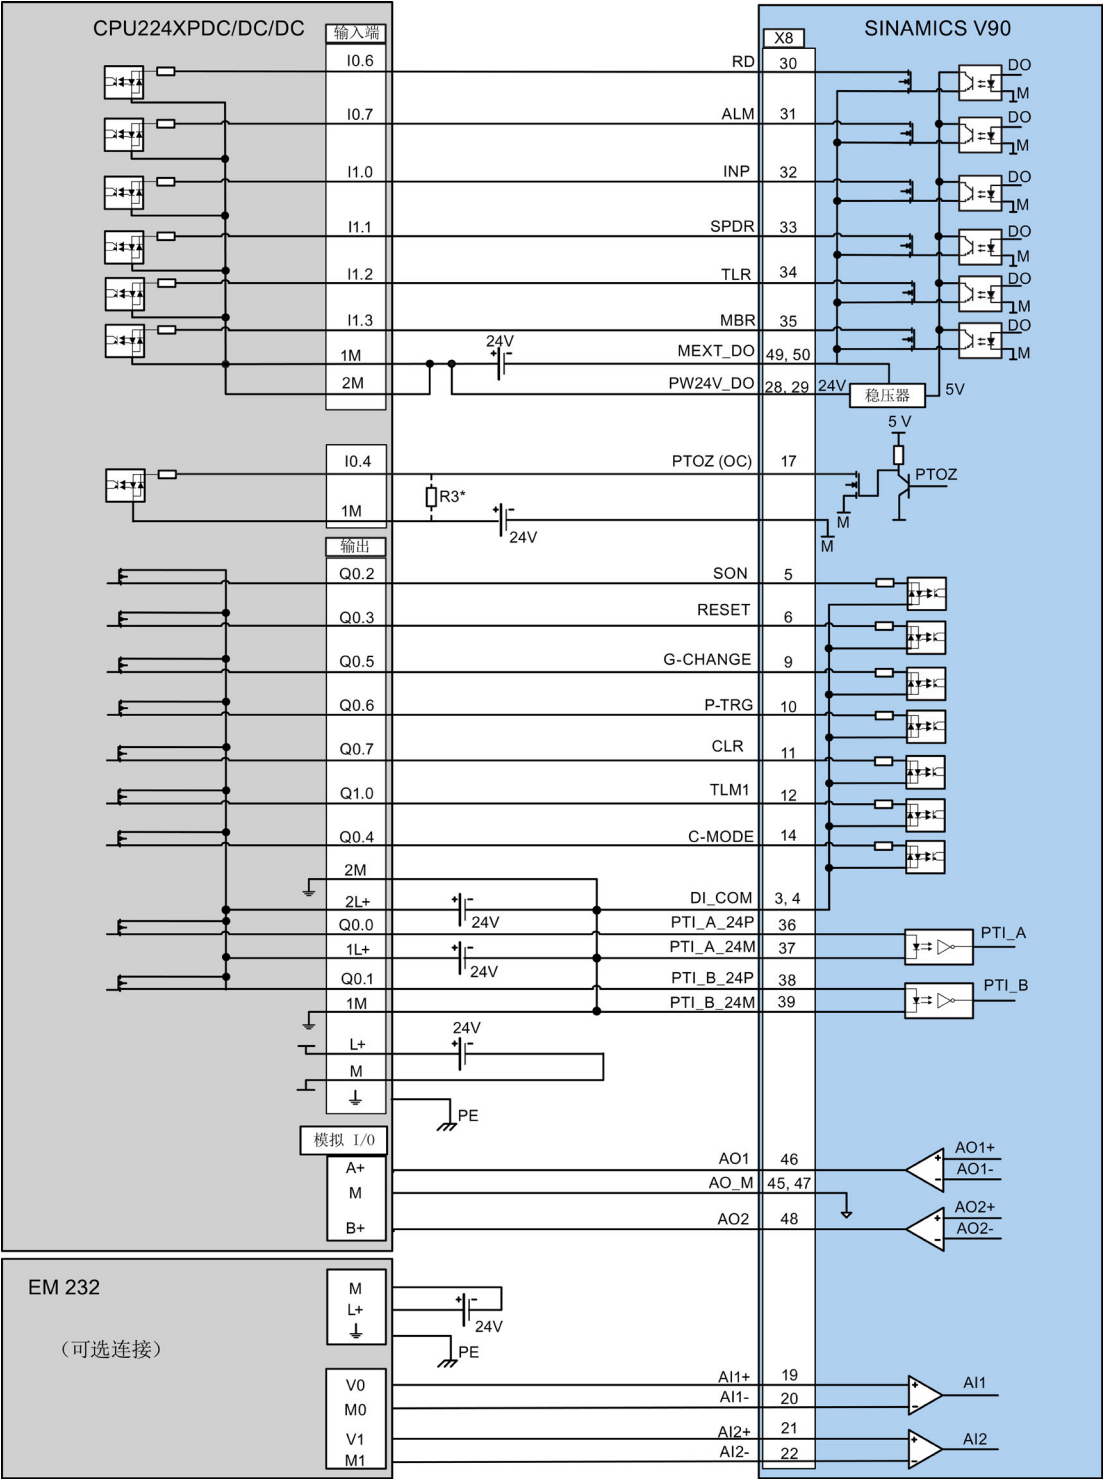 CPU224XPDC/DC/DC
SINAMICS V90
输入端
X8
I0.6 RD 30 DO
M
I0.7 ALM 31 DO
M
I1.0 INP 32 DO
M
I1.1 SPDR 33 DO
M
I1.2 TLR 34 DO
M
I1.3 MBR 35 DO
M
24V
+ -
1M MEXT_DO 49, 50
2M PW24V_DO 28, 29 24V 稳压器 5V
5 V
I0.4 PTOZ (OC) 17 PTOZ
R3*
M
1M + - 24V M
输出
Q0.2 SON 5
Q0.3 RESET 6
Q0.5 G-CHANGE 9
Q0.6 P-TRG 10
Q0.7 CLR 11
Q1.0 TLM1 12
Q0.4 C-MODE 14
2M
2L+ + - 24V DI_COM 3, 4
Q0.0 PTI_A_24P 36 PTI_A
1L+ + - 24V PTI_A_24M 37
Q0.1 PTI_B_24P 38 PTI_B
1M PTI_B_24M 39
24V
L+ + -
M
PE
模拟 I/O
A+ AO1 46 + - AO1+
AO1-
M AO_M 45, 47
B+ AO2 48 + - AO2+
AO2-
EM 232
（可选连接）
M
L+ + - 24V
PE
V0 AI1+ 19 + AI1
M0 AI1- 20 -
V1 AI2+ 21 + AI2
M1 AI2- 22 -